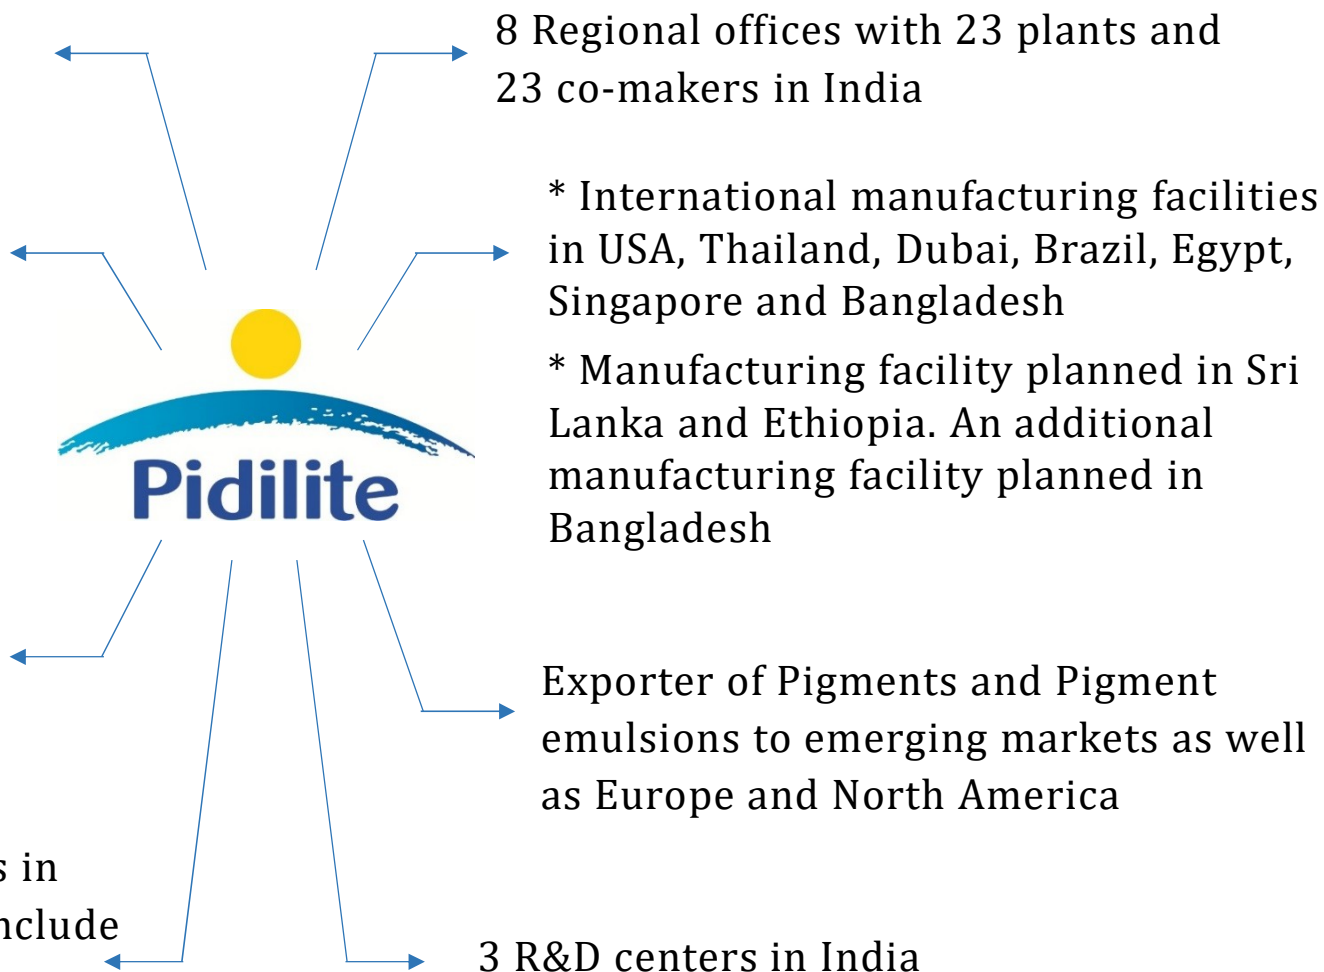 8 Regional offices with 23 plants and
23 co-makers in India
* International manufacturing facilities
in USA, Thailand, Dubai, Brazil, Egypt,
Singapore and Bangladesh
* Manufacturing facility planned in Sri
Lanka and Ethiopia. An additional
manufacturing facility planned in
Bangladesh
Pidilite
Exporter of Pigments and Pigment
emulsions to emerging markets as well
as Europe and North America
in
3 R&D centers in India